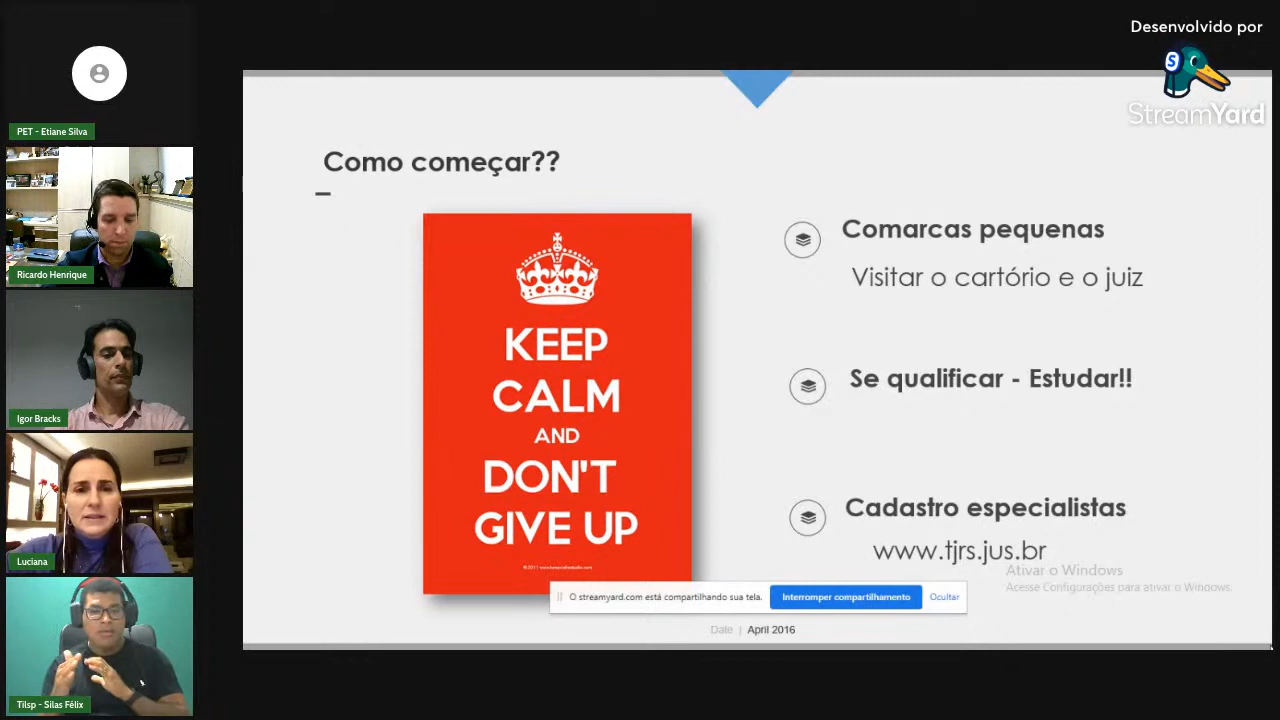 Desenvolvido por
StreamYard
PET - Etiane Silva
Ricardo Henrique
Igor Bracks
Luciana
Tilsp - Silas Félix
Como começar??
KEEP
CALM
AND
DON'T
GIVE UP
Comarcas pequenas
Visitar o cartório e o juiz
Se qualificar - Estudar!!
Cadastro especialistas
www.tjrs.jus.br
Ativar o Windows
Acesse Configurações para ativar o Windows.
O streamyard.com está compartilhando sua tela.
Interromper compartilhamento
Ocultar
Date | April 2016